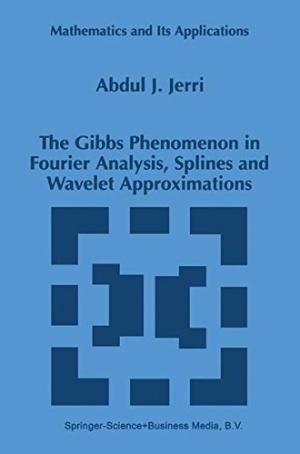 Mathematics and Its Applications
Abdul J. Jerri
The Gibbs Phenomenon in
Fourier Analysis, Splines and
Wavelet Approximations
Springer-Science+Business Media, B.V.